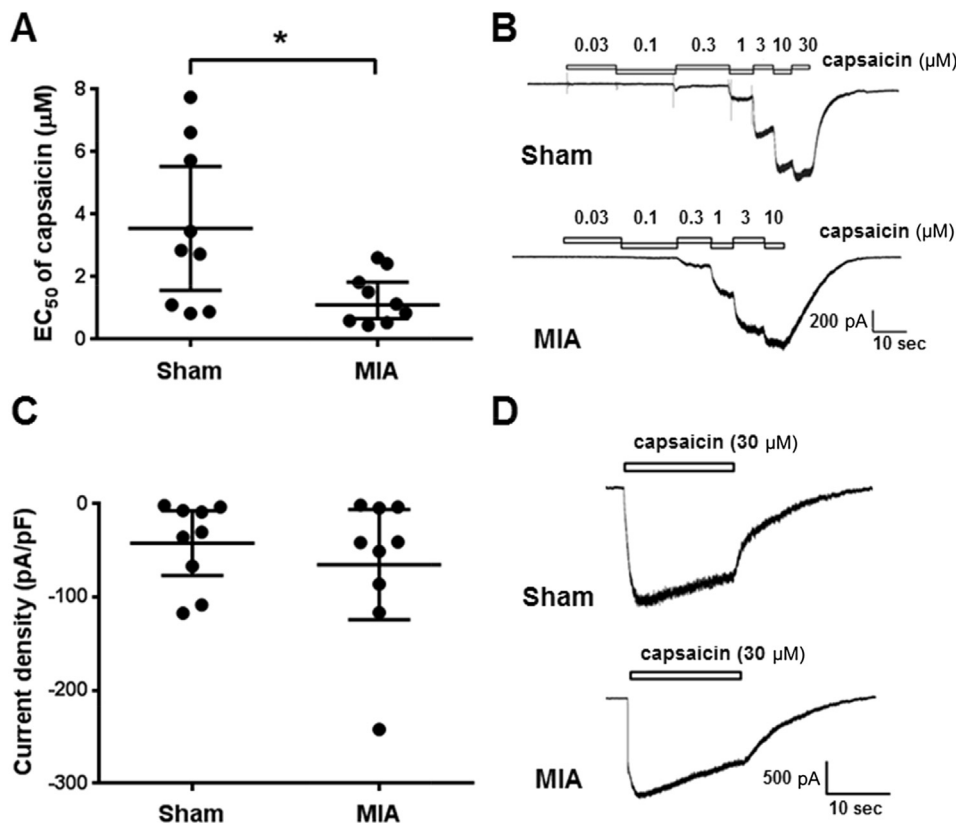 A
*
EC50 of capsaicin (μM)
8
6
4
2
0
Sham
MIA
B
0.03 0.1 0.3 1 3 10 30
capsaicin (μM)
Sham
0.03 0.1 0.3 1 3 10
capsaicin (μM)
MIA
200 pA
10 sec
C
Current density (pA/pF)
0
-100
-200
-300
Sham
MIA
D
capsaicin (30 μM)
Sham
capsaicin (30 μM)
MIA
500 pA
10 sec